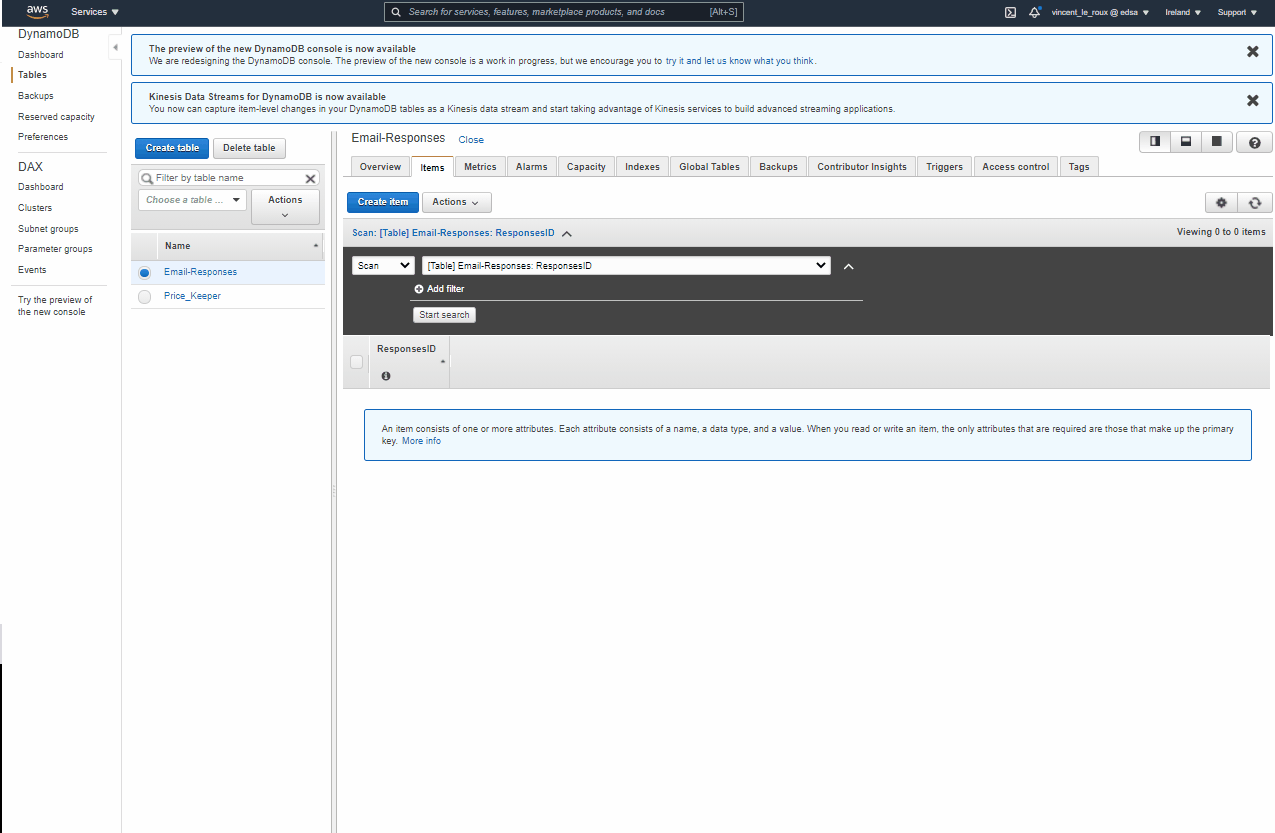 aws
Services
Search for services, features, marketplace products, and docs [Alt+S]
vincent_le_roux @ edsa
Ireland
Support
DynamoDB
Dashboard
Tables
Backups
Reserved capacity
Preferences
DAX
Dashboard
Clusters
Subnet groups
Parameter groups
Events
Try the preview of
the new console
The preview of the new DynamoDB console is now available
We are redesigning the DynamoDB console. The preview of the new console is a work in progress, but we encourage you to try it and let us know what you think.
Kinesis Data Streams for DynamoDB is now available
You now can capture item-level changes in your DynamoDB tables as a Kinesis data stream and start taking advantage of Kinesis services to build advanced streaming applications.
Create table
Delete table
Filter by table name
Choose a table ...
Actions
Name
Email-Responses
Price_Keeper
Email-Responses Close
Overview
Items
Metrics
Alarms
Capacity
Indexes
Global Tables
Backups
Contributor Insights
Triggers
Access control
Tags
Create item
Actions
Scan: [Table] Email-Responses: ResponsesID
Viewing 0 to 0 items
Scan
[Table] Email-Responses: ResponsesID
Add filter
Start search
ResponsesID
An item consists of one or more attributes. Each attribute consists of a name, a data type, and a value. When you read or write an item, the only attributes that are required are those that make up the primary
key. More info